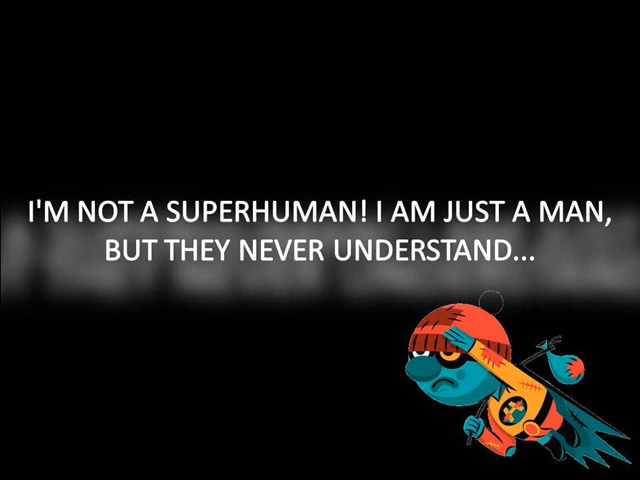 I'M NOT A SUPERHUMAN! I AM JUST A MAN,
BUT THEY NEVER UNDERSTAND...